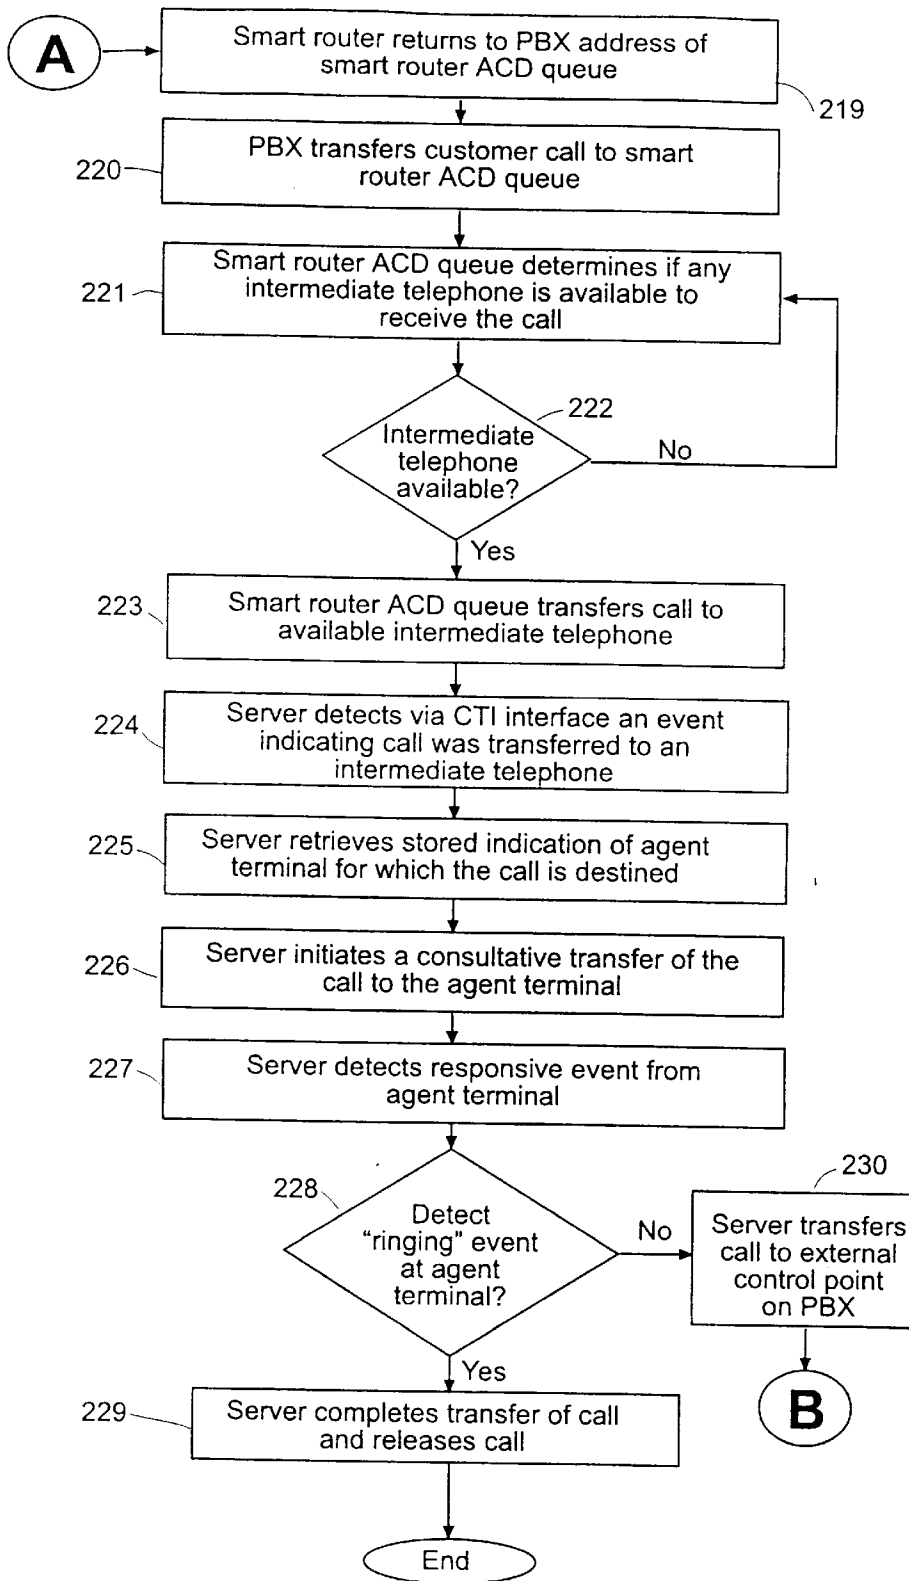 A
Smart router returns to PBX address of
smart router ACD queue
219
PBX transfers customer call to smart
router ACD queue
220
Smart router ACD queue determines if any
intermediate telephone is available to
receive the call
221
222
Intermediate
telephone
available?
No
Yes
223
Smart router ACD queue transfers call to
available intermediate telephone
224
Server detects via CTI interface an event
indicating call was transferred to an
intermediate telephone
225
Server retrieves stored indication of agent
terminal for which the call is destined
226
Server initiates a consultative transfer of the
call to the agent terminal
227
Server detects responsive event from
agent terminal
228
Detect
"ringing" event
at agent
terminal?
No
230
Server transfers
call to external
control point
on PBX
B
Yes
229
Server completes transfer of call
and releases call
End